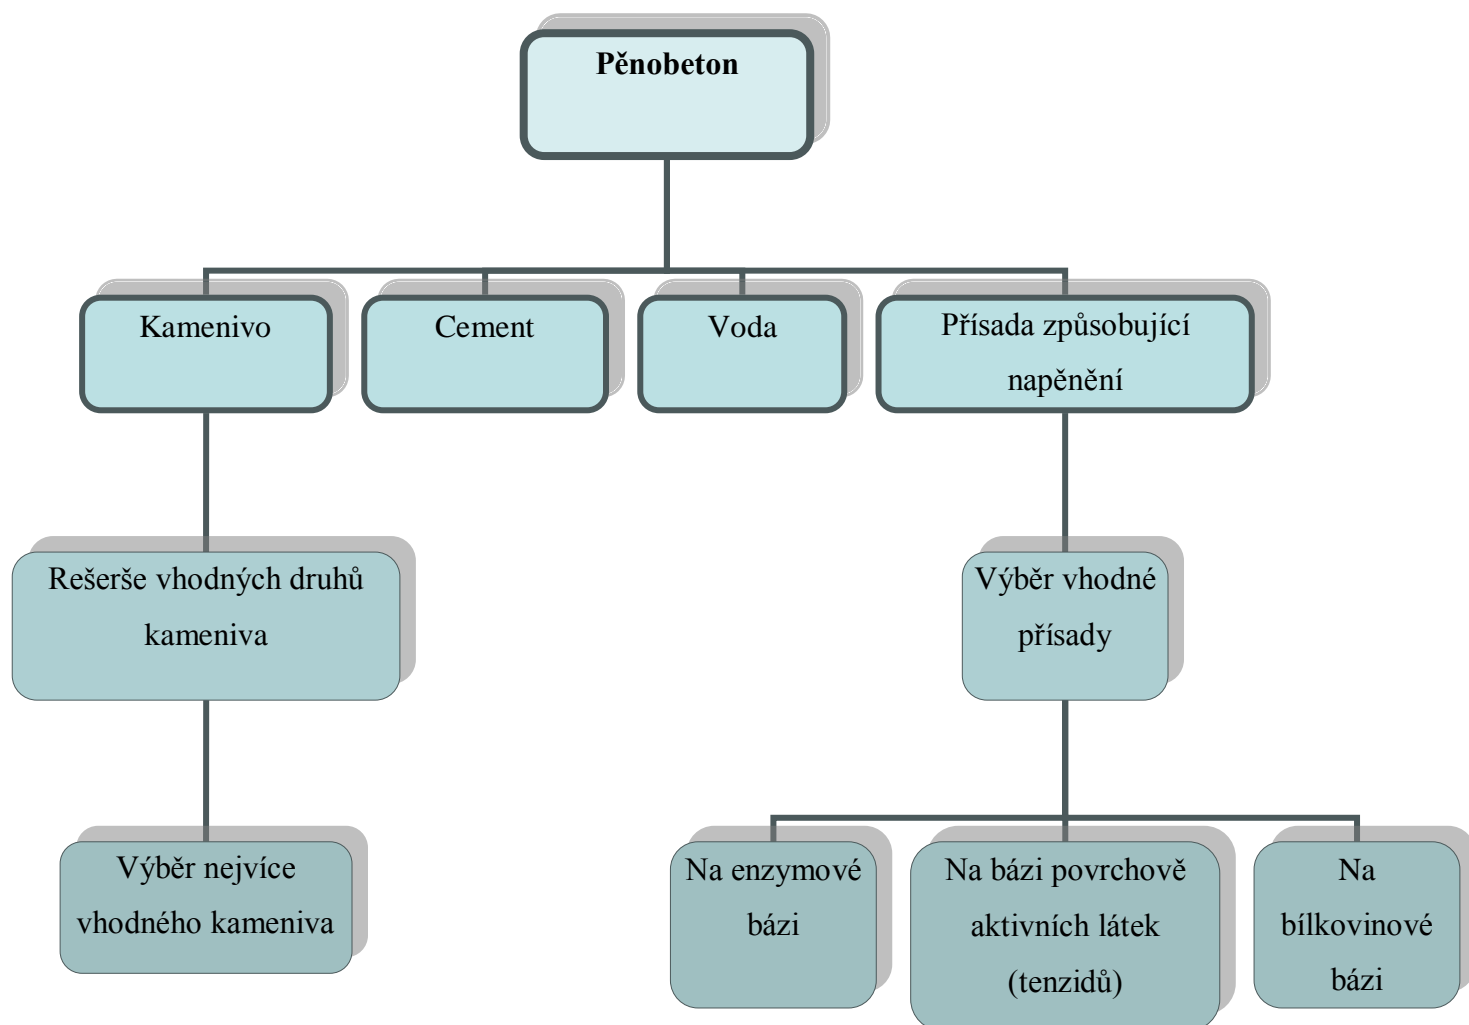 Pěnobeton
Kamenivo
Cement
Voda
Přísada způsobující
napěnění
Rešerše vhodných druhů
kameniva
Výběr vhodné
přísady
Výběr nejvíce
vhodného kameniva
Na enzymové
bázi
Na bázi povrchově
aktivních látek
(tenzidů)
Na
bílkovinové
bázi